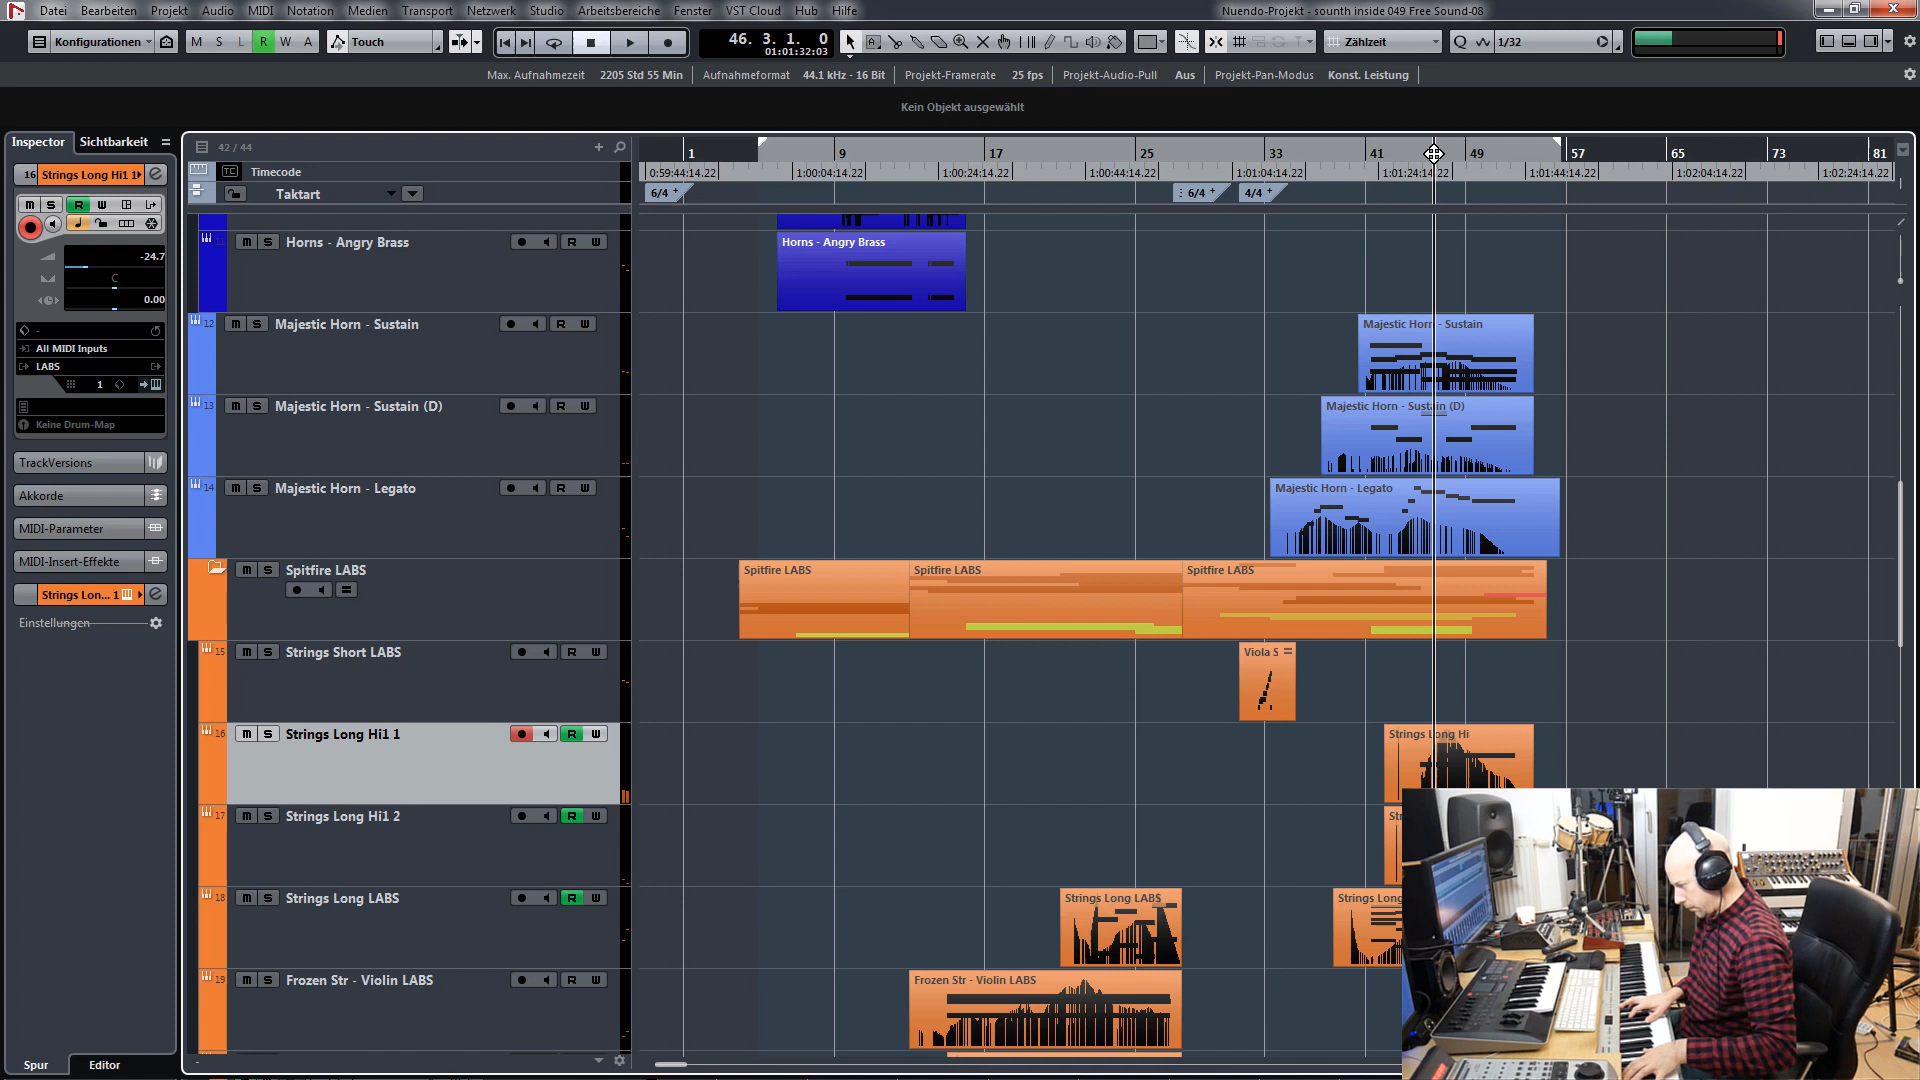 Datei Bearbeiten Projekt Audio MIDI Notation Medien Transport Netzwerk Studio Arbeitsbereiche Fenster VST Cloud Hub Hilfe Nuendo-Projekt - sounth inside 049 Free Sound-08
Konfigurationen M S L R W A Touch 46. 3. 1. 0 Zählzeit Q 1/32
01:01:32:03
Max. Aufnahmezeit 2205 Std 55 Min Aufnahmeformat 44.1 kHz - 16 Bit Projekt-Framerate 25 fps Projekt-Audio-Pull Aus Projekt-Pan-Modus Konst. Leistung
Kein Objekt ausgewählt
Inspector Sichtbarkeit
42 / 44
1 9 17 25 33 41 49 57 65 73 81
TC Timecode
0:59:44:14.22 1:00:04:14.22 1:00:24:14.22 1:00:44:14.22 1:01:04:14.22 1:01:24:14.22 1:01:44:14.22 1:02:04:14.22 1:02:24:14.22
Taktart
6/4 6/4 4/4
16 Strings Long Hi1 1
M S R W
-24.7
C
0.00
-
All MIDI Inputs
LABS
1
Keine Drum-Map
TrackVersions
Akkorde
MIDI-Parameter
MIDI-Insert-Effekte
Strings Lon... 1
Einstellungen
Spur Editor
M S Horns - Angry Brass R W
Horns - Angry Brass
12 M S Majestic Horn - Sustain R W
Majestic Horn - Sustain
13 M S Majestic Horn - Sustain (D) R W
Majestic Horn - Sustain (D)
14 M S Majestic Horn - Legato R W
Majestic Horn - Legato
M S Spitfire LABS
Spitfire LABS Spitfire LABS Spitfire LABS
15 M S Strings Short LABS R W
Viola S
16 M S Strings Long Hi1 1 R W
Strings Long Hi
17 M S Strings Long Hi1 2 R W
Str
18 M S Strings Long LABS R W
Strings Long LABS Strings Long
19 M S Frozen Str - Violin LABS R W
Frozen Str - Violin LABS